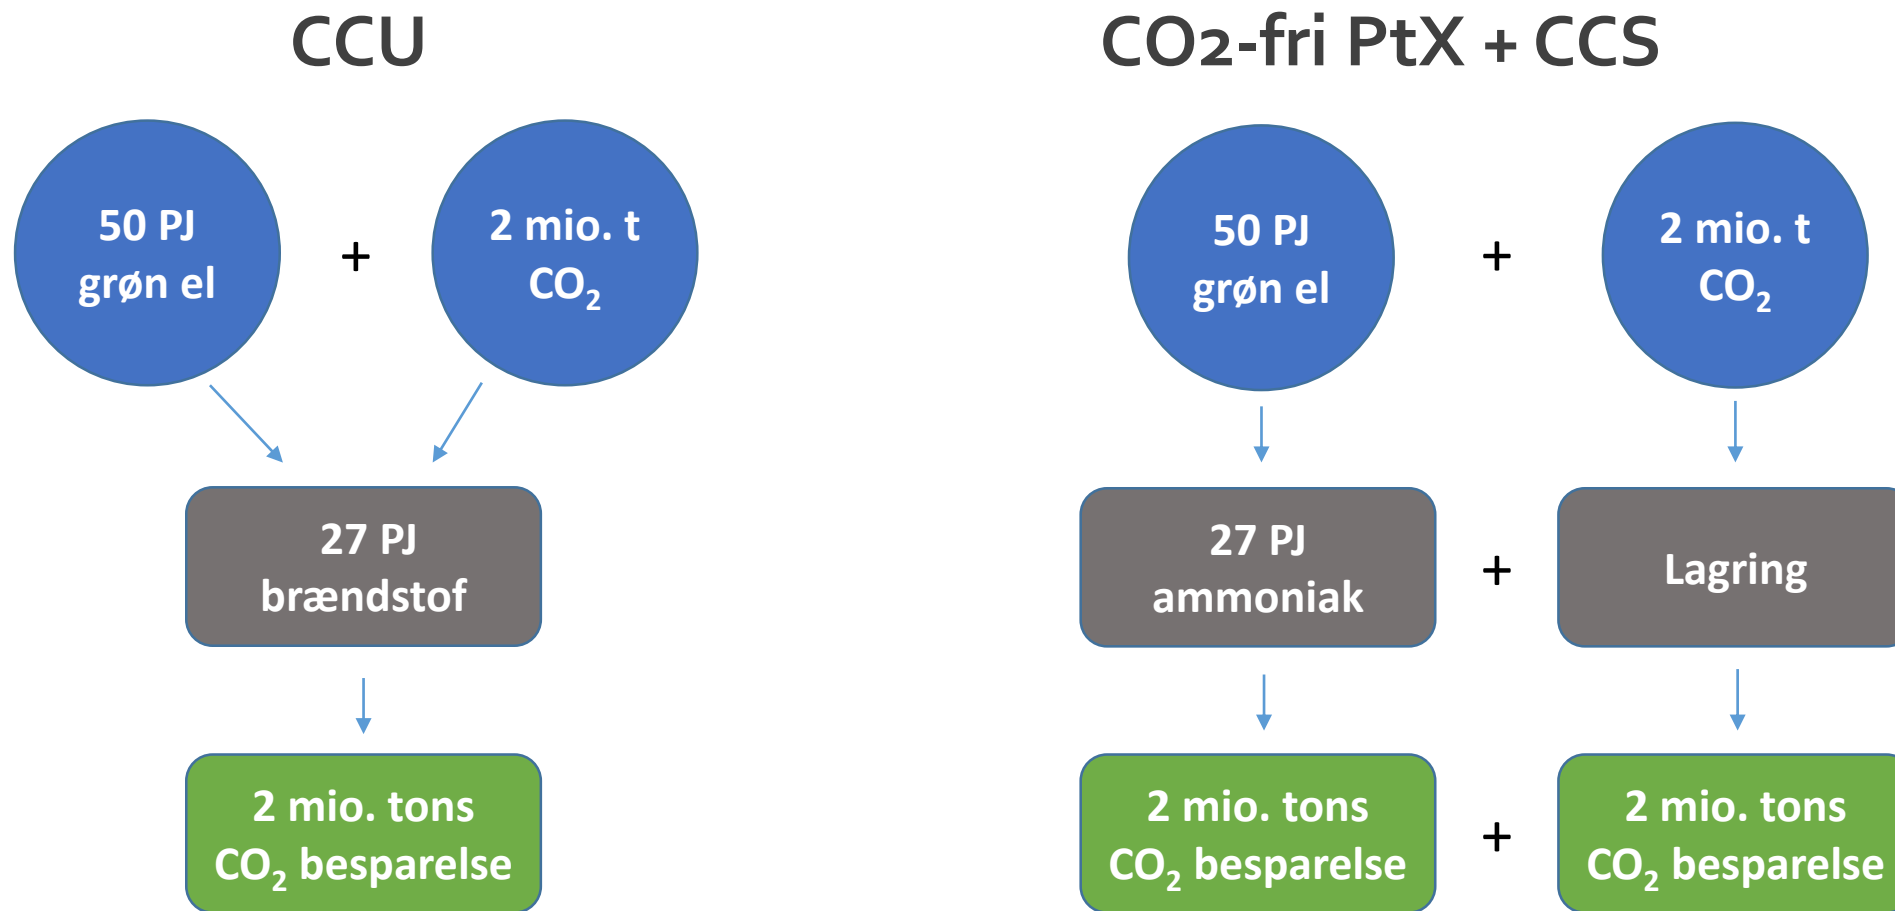 CCU
50 PJ
grøn el
+
2 mio. t
CO₂
27 PJ
brændstof
2 mio. tons
CO₂ besparelse
CO2-fri PtX + CCS
50 PJ
grøn el
+
2 mio. t
CO₂
27 PJ
ammoniak
+
Lagring
2 mio. tons
CO₂ besparelse
+
2 mio. tons
CO₂ besparelse